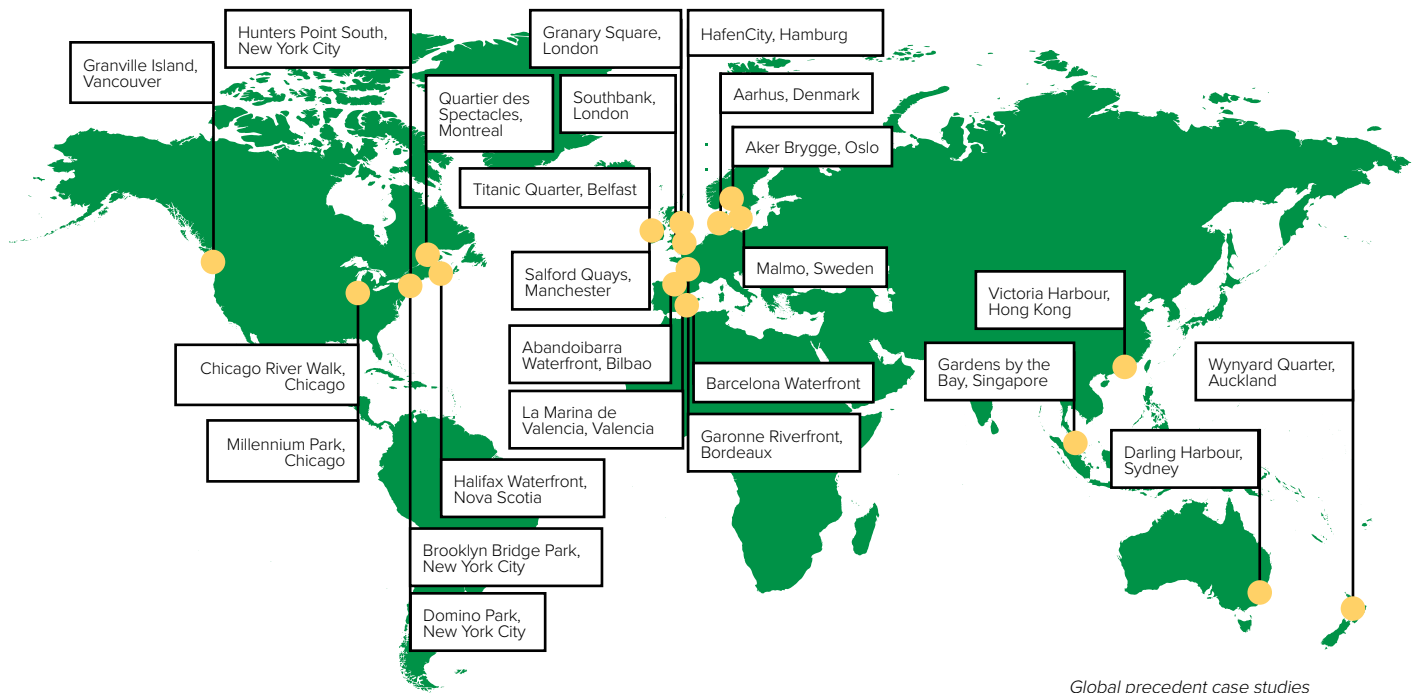 Hunters Point South,
New York City
Granary Square,
London
HafenCity, Hamburg
Granville Island,
Vancouver
Quartier des
Spectacles,
Montreal
Southbank,
London
Aarhus, Denmark
Aker Brygge, Oslo
Titanic Quarter, Belfast
Salford Quays,
Manchester
Malmo, Sweden
Victoria Harbour,
Hong Kong
Abandoibarra
Waterfront, Bilbao
Barcelona Waterfront
Gardens by the
Bay, Singapore
Wynyard Quarter,
Auckland
Chicago River Walk,
Chicago
La Marina de
Valencia, Valencia
Garonne Riverfront,
Bordeaux
Millennium Park,
Chicago
Darling Harbour,
Sydney
Halifax Waterfront,
Nova Scotia
Brooklyn Bridge Park,
New York City
Domino Park,
New York City
Global precedent case studies